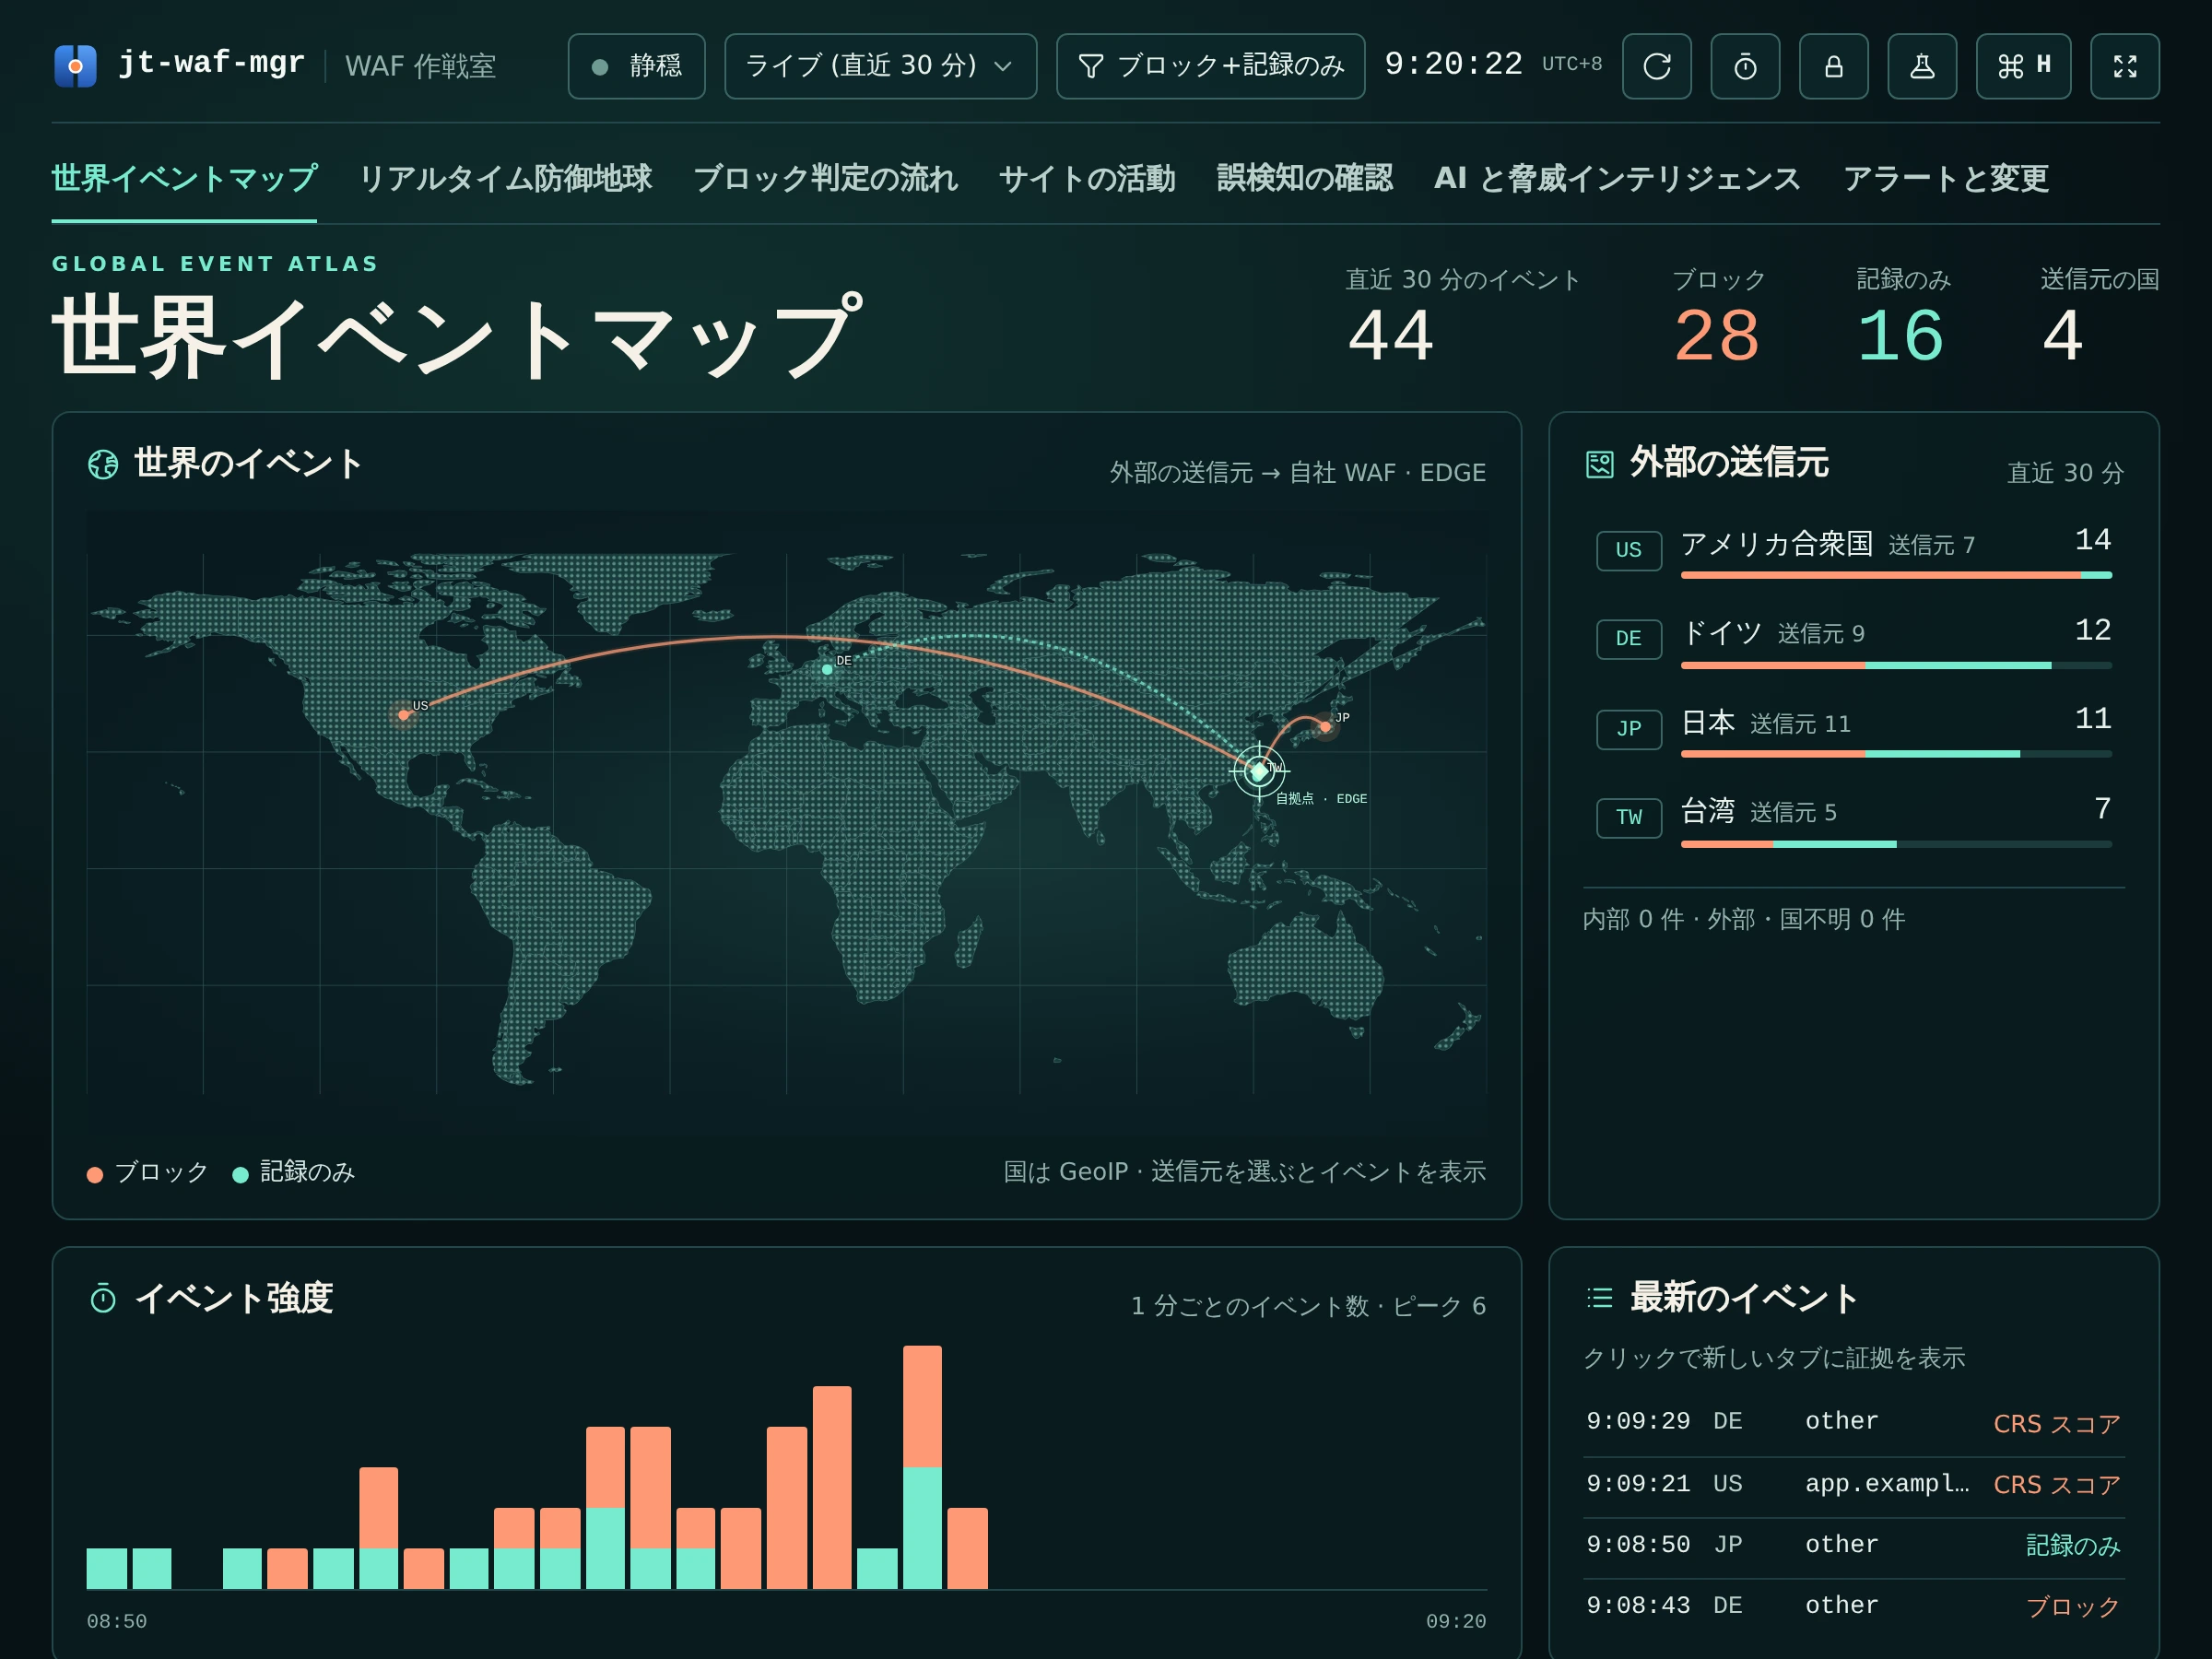 jt-waf-mgr WAF 作戦室 静穏 ライブ (直近 30 分) ブロック+記録のみ 9:20:22 UTC+8 ⌘ H
世界イベントマップ リアルタイム防御地球 ブロック判定の流れ サイトの活動 誤検知の確認 AI と脅威インテリジェンス アラートと変更
GLOBAL EVENT ATLAS
世界イベントマップ
直近 30 分のイベント ブロック 記録のみ 送信元の国
44 28 16 4
世界のイベント 外部の送信元 → 自社 WAF · EDGE
US
DE
JP
TW
自拠点 · EDGE
ブロック 記録のみ 国は GeoIP · 送信元を選ぶとイベントを表示
外部の送信元 直近 30 分
US アメリカ合衆国 送信元 7 14
DE ドイツ 送信元 9 12
JP 日本 送信元 11 11
TW 台湾 送信元 5 7
内部 0 件 · 外部・国不明 0 件
イベント強度 1 分ごとのイベント数 · ピーク 6
08:50 09:20
最新のイベント
クリックで新しいタブに証拠を表示
9:09:29 DE other CRS スコア
9:09:21 US app.exampl… CRS スコア
9:08:50 JP other 記録のみ
9:08:43 DE other ブロック